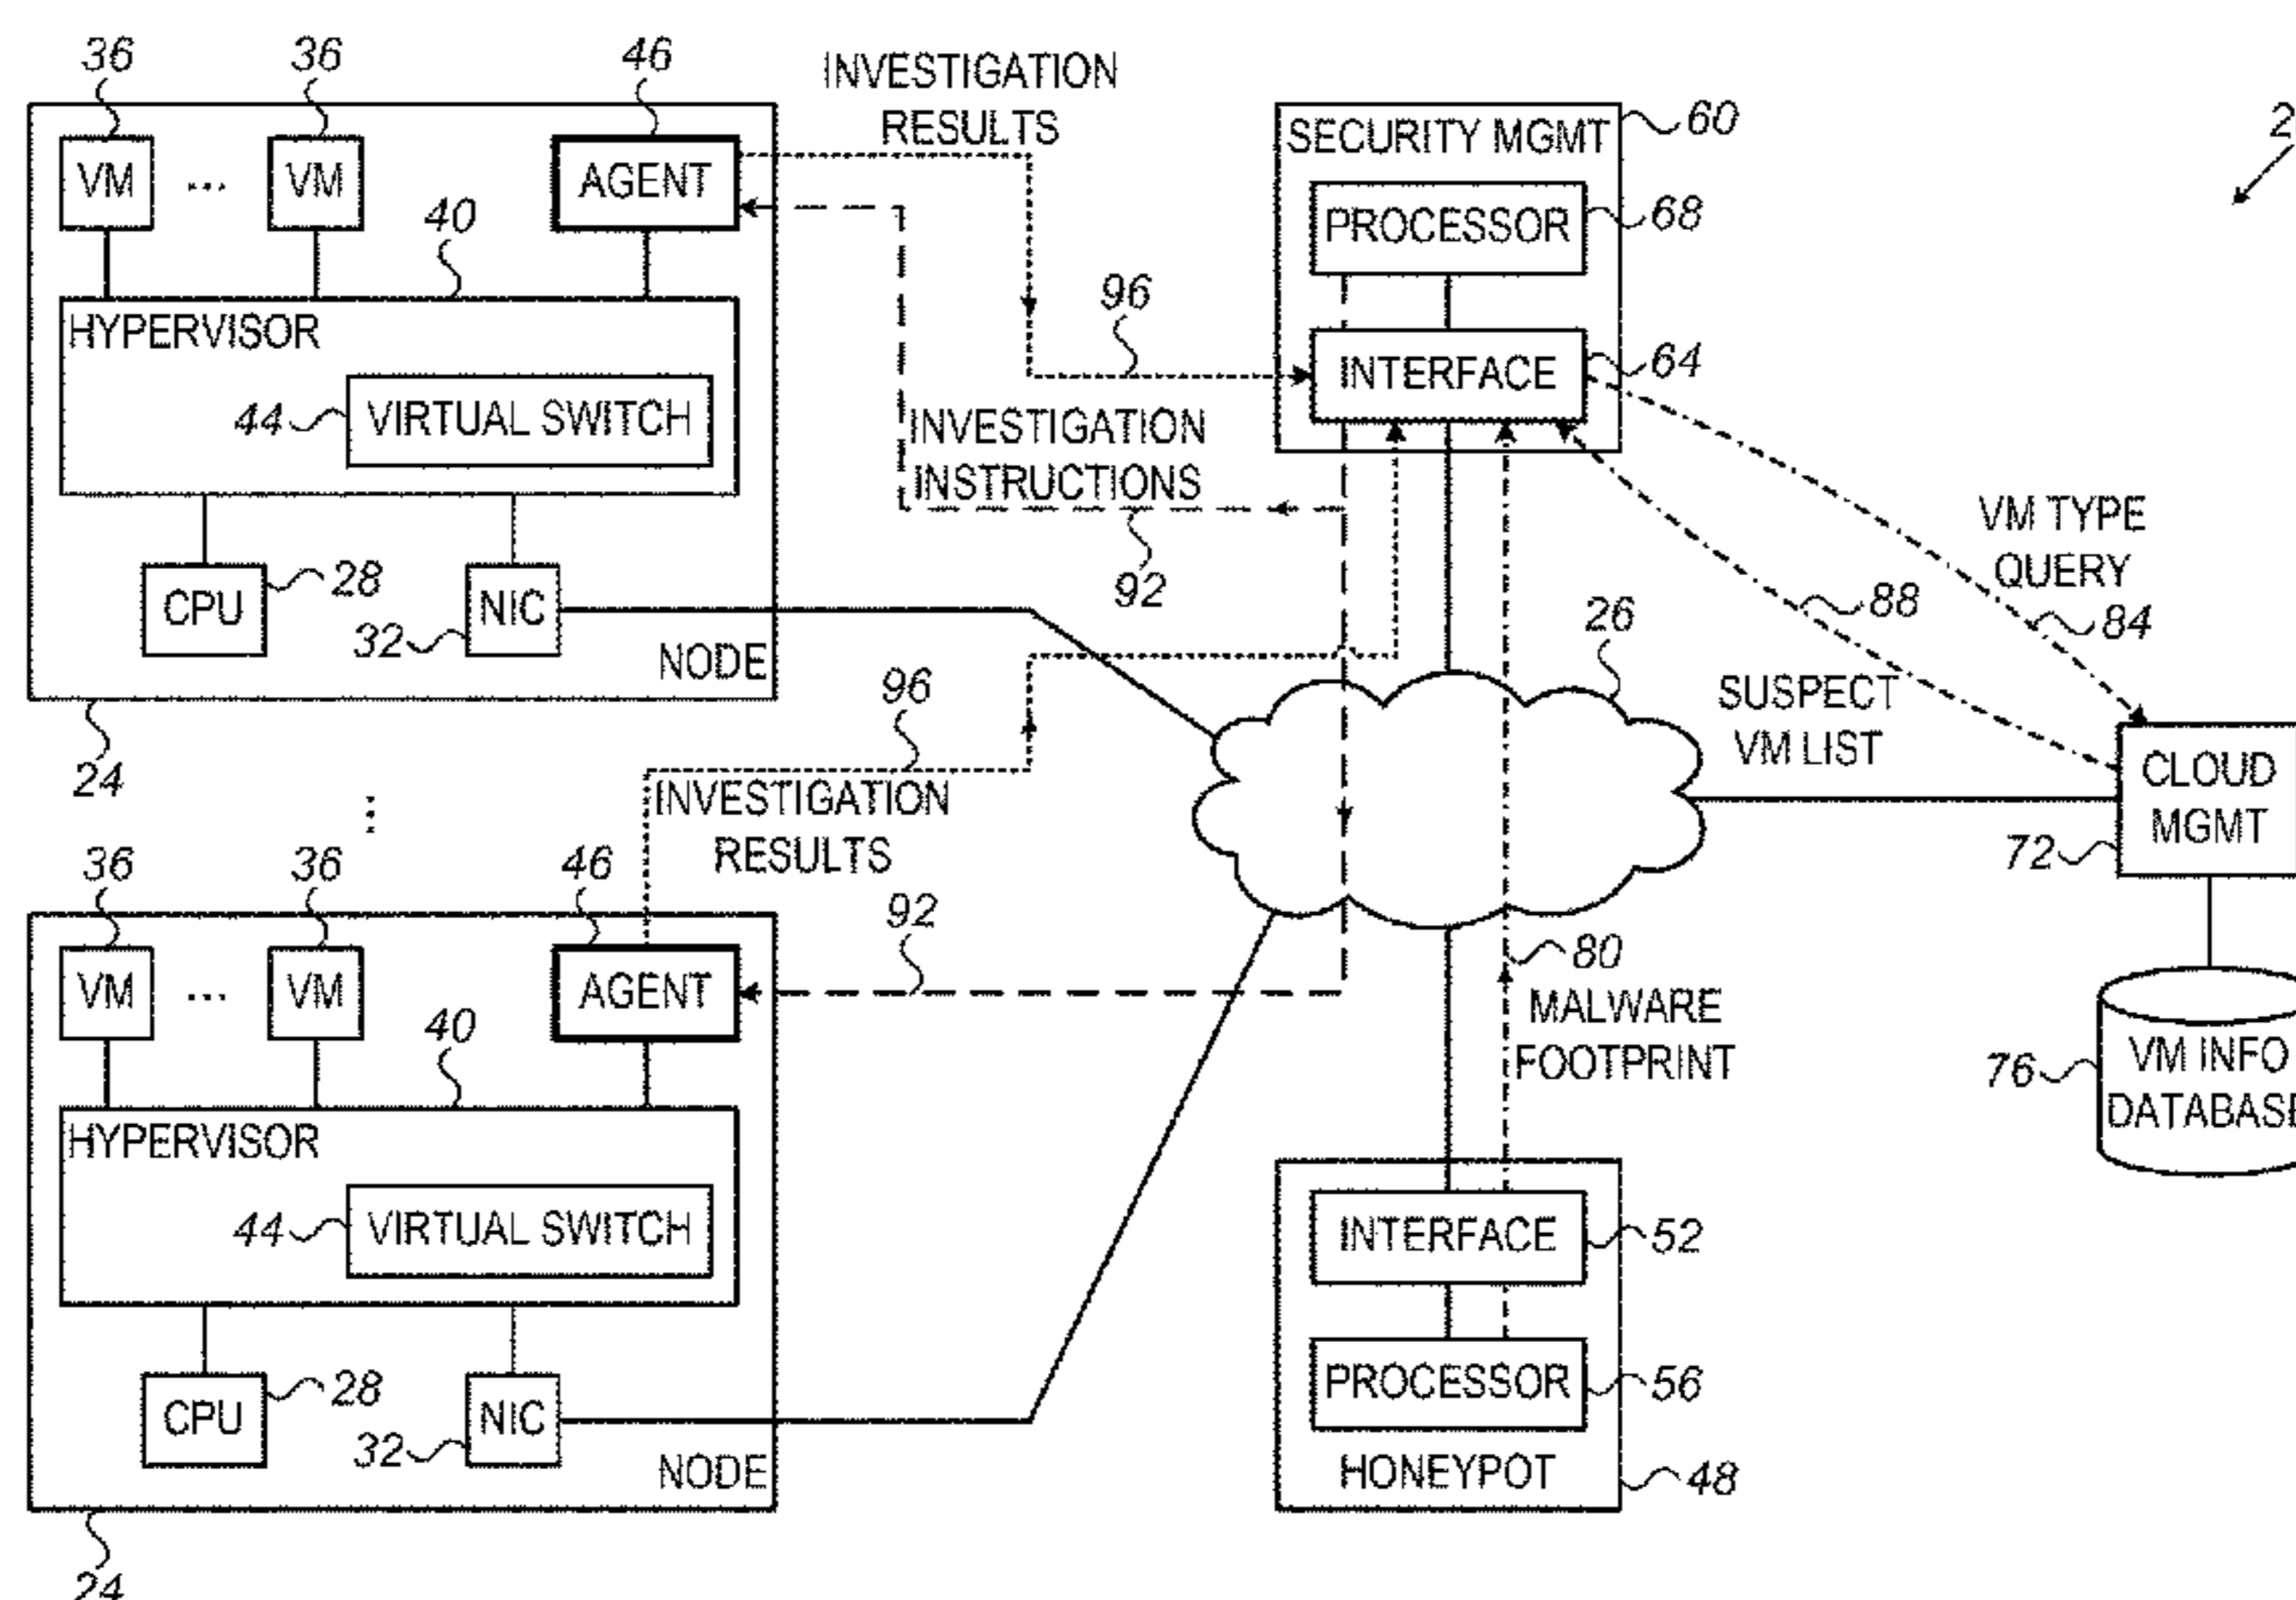 36
36
46
INVESTIGATION
RESULTS
VM
...
VM
AGENT
40
HYPERVISOR
44
VIRTUAL SWITCH
CPU
28
32
NIC
NODE
24
96
INVESTIGATION
INSTRUCTIONS
92
SECURITY MGMT
60
PROCESSOR
68
INTERFACE
64
2
VM TYPE
QUERY
84
88
SUSPECT
VM LIST
26
CLOUD
MGMT
72
VM INFO
DATABASE
76
96
INVESTIGATION
RESULTS
92
80
MALWARE
FOOTPRINT
36
36
46
VM
...
VM
AGENT
40
HYPERVISOR
44
VIRTUAL SWITCH
CPU
28
32
NIC
NODE
24
INTERFACE
52
PROCESSOR
56
HONEYPOT
48